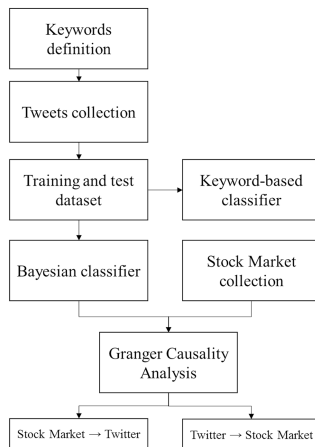 Keywords
definition
Tweets collection
Training and test
dataset
Keyword-based
classifier
Bayesian classifier
Stock Market
collection
Granger Causality
Analysis
Stock Market → Twitter
Twitter → Stock Market